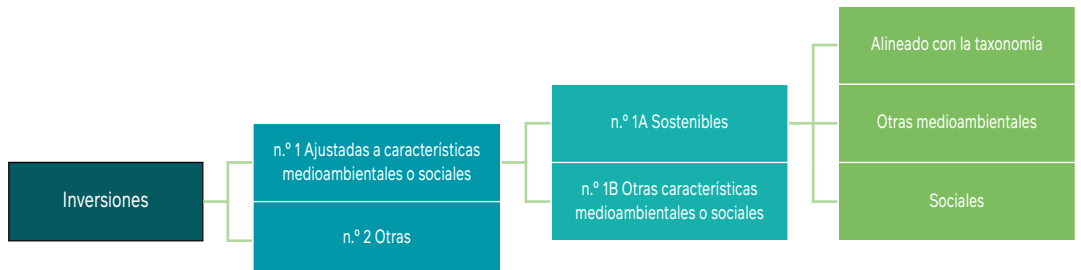 Inversiones
n.º 1 Ajustadas a características
medioambientales o sociales
n.º 2 Otras
n.º 1A Sostenibles
n.º 1B Otras características
medioambientales o sociales
Alineado con la taxonomía
Otras medioambientales
Sociales